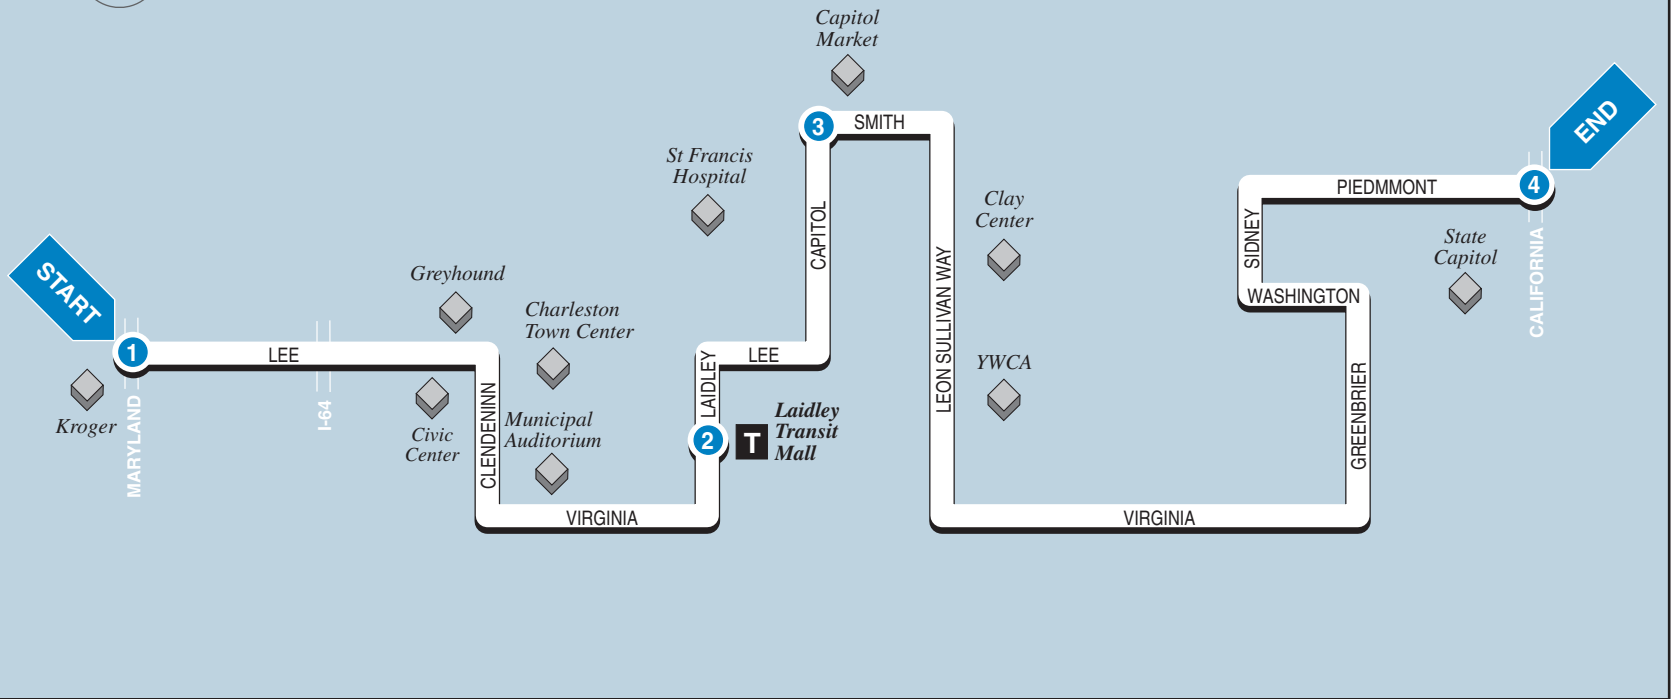 Capitol
Market
3
SMITH
END
St Francis
Hospital
CAPITOL
Clay
Center
PIEDMMONT
4
SIDNEY
State
Capitol
CALIFORNIA
START
Greyhound
Charleston
Town Center
LEON SULLIVAN WAY
WASHINGTON
1
LEE
LAIDLEY
LEE
YWCA
GREENBRIER
Kroger
MARYLAND
I-64
Civic
Center
CLENDENINN
Municipal
Auditorium
2
T
Laidley
Transit
Mall
VIRGINIA
VIRGINIA